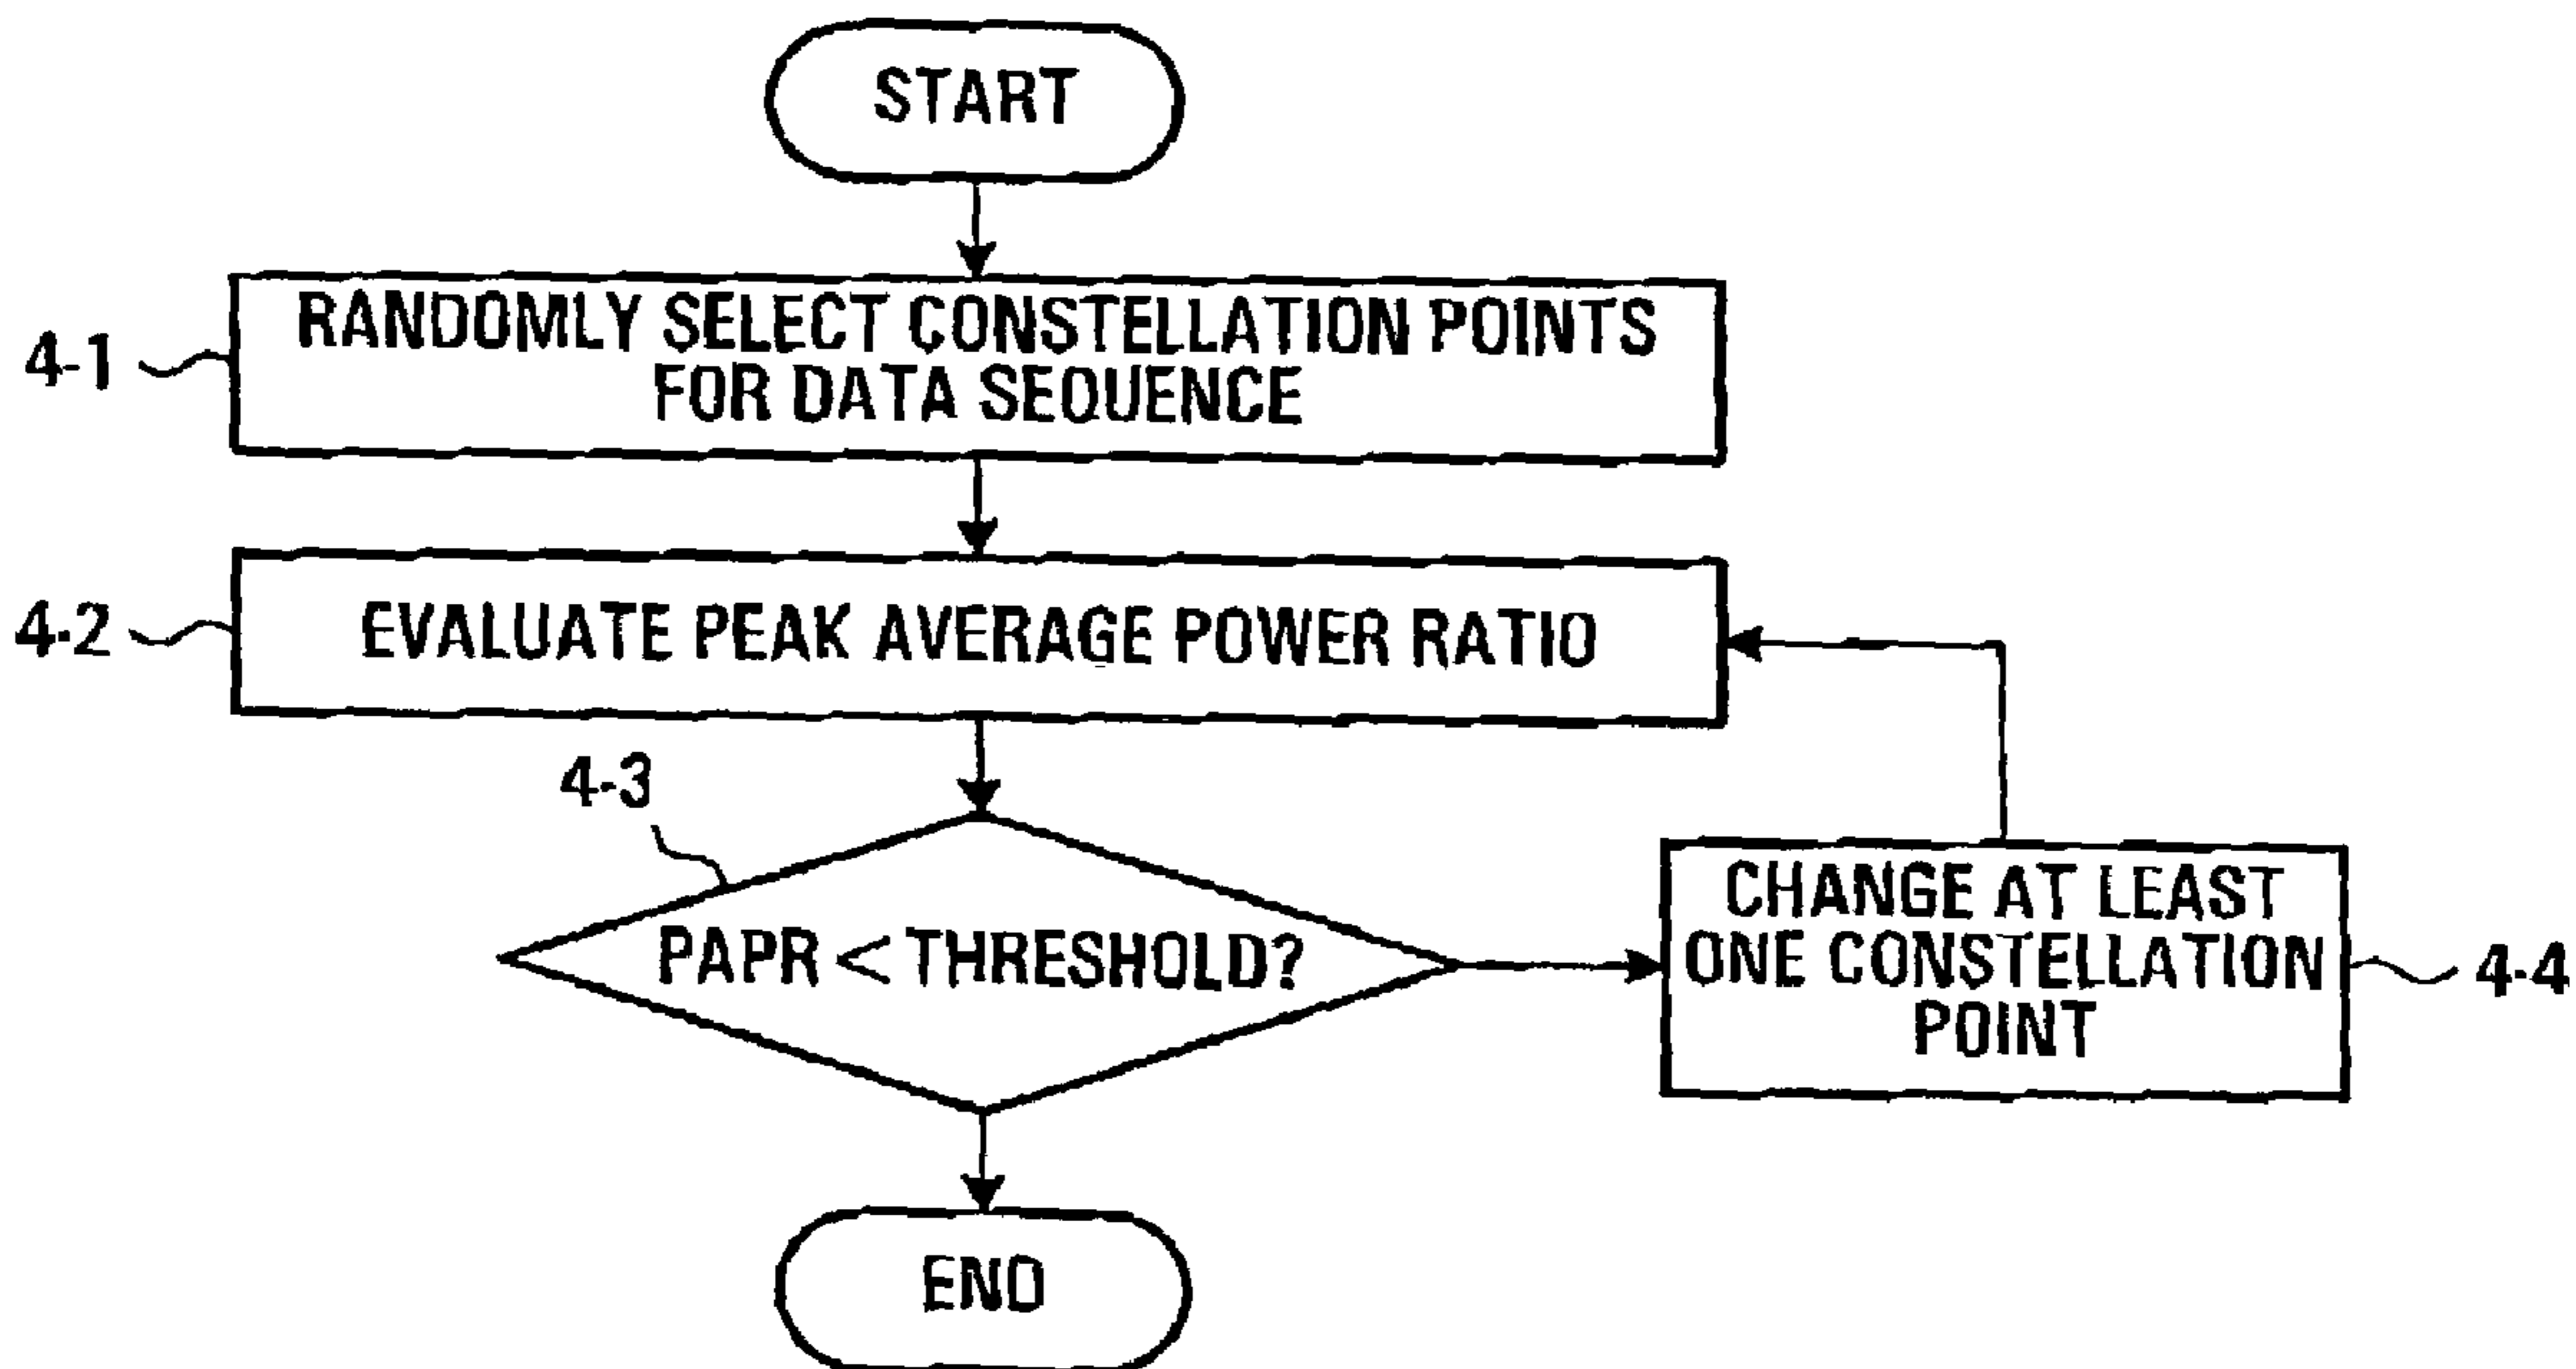 START
4-1
RANDOMLY SELECT CONSTELLATION POINTS
FOR DATA SEQUENCE
4-2
EVALUATE PEAK AVERAGE POWER RATIO
4-3
PAPR < THRESHOLD?
CHANGE AT LEAST
ONE CONSTELLATION
POINT
4-4
END